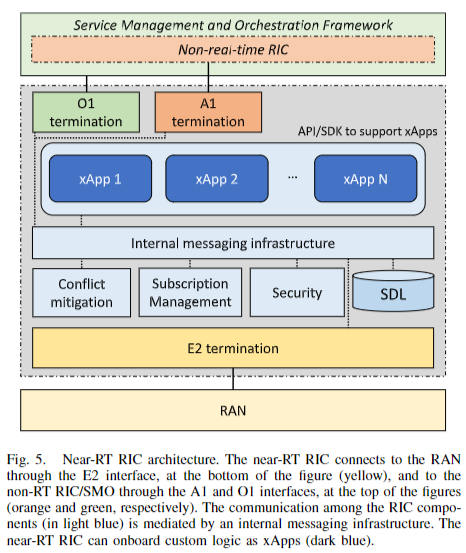 Service Management and Orchestration Framework
Non-real-time RIC
O1
termination
A1
termination
API/SDK to support xApps
xApp 1
xApp 2
...
xApp N
Internal messaging infrastructure
Conflict
mitigation
Subscription
Management
Security
SDL
E2 termination
RAN
Fig. 5. Near-RT RIC architecture. The near-RT RIC connects to the RAN
through the E2 interface, at the bottom of the figure (yellow), and to the
non-RT RIC/SMO through the A1 and O1 interfaces, at the top of the figures
(orange and green, respectively). The communication among the RIC compo-
nents (in light blue) is mediated by an internal messaging infrastructure. The
near-RT RIC can onboard custom logic as xApps (dark blue).